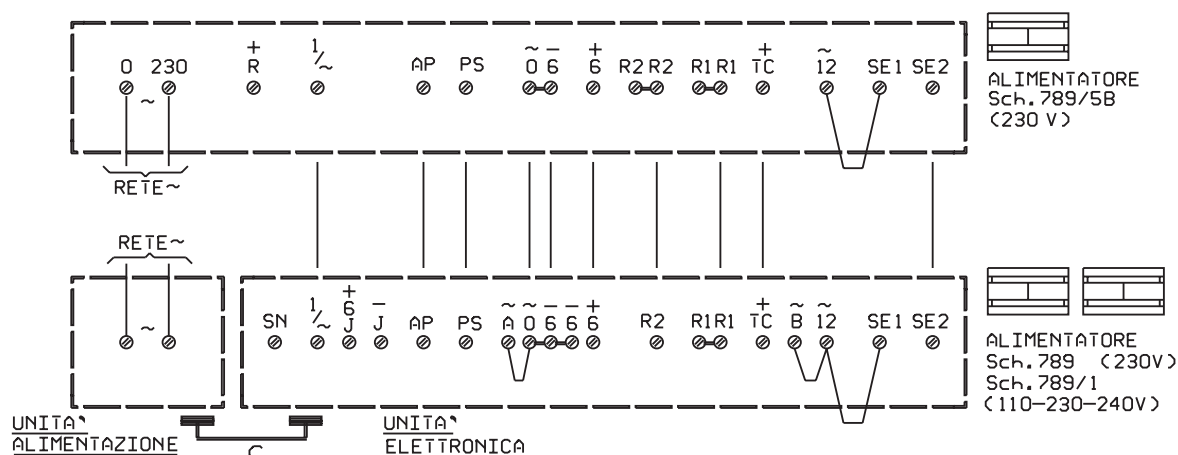 + 1/~ ~ – + + ~
0 230 R AP PS 0 6 6 R2 R2 R1 R1 TC 12 SE1 SE2
~
RETE~
ALIMENTATORE
Sch.789/5B
(230 V)
RETE~
+ ~ ~ – – + + ~ ~
SN 1/~ 6 J – J AP PS A 0 6 6 6 R2 R1 R1 TC B 12 SE1 SE2
~
ALIMENTATORE
Sch.789 (230V)
Sch.789/1
(110–230–240V)
UNITA'
ALIMENTAZIONE
C
UNITA'
ELETTRONICA